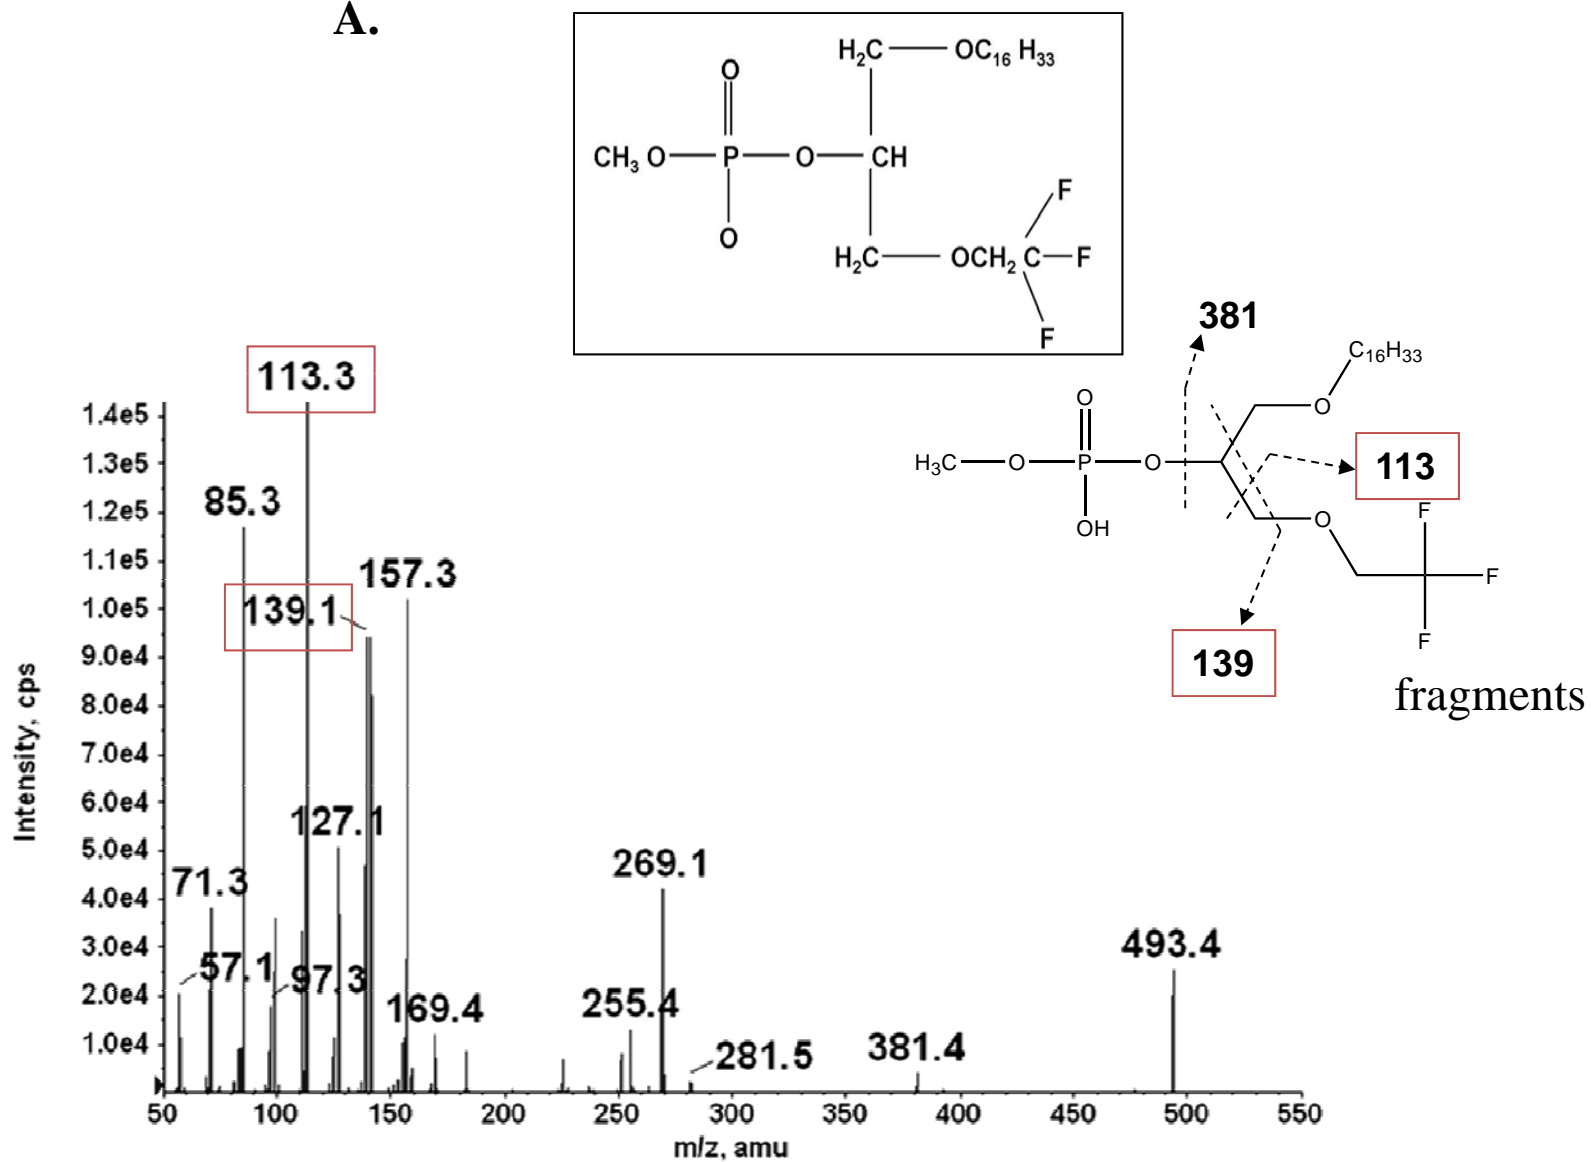 A.
H₂C OC₁₆ H₃₃
O
CH₃ O P O CH
F
O
H₂C OCH₂ C F
F
381
C₁₆H₃₃
O
O
H₃C O P O
113
OH
O
F
F
F
139
fragments
113.3
85.3
157.3
139.1
127.1
71.3
269.1
57.1
97.3
169.4
255.4
281.5
381.4
493.4
Intensity, cps
1.4e5
1.3e5
1.2e5
1.1e5
1.0e5
9.0e4
8.0e4
7.0e4
6.0e4
5.0e4
4.0e4
3.0e4
2.0e4
1.0e4
50 100 150 200 250 300 350 400 450 500 550
m/z, amu